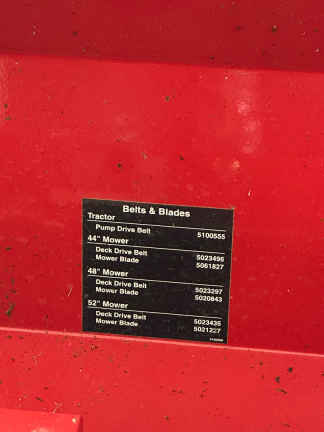 Belts & Blades
Tractor
Pump Drive Belt 5100555
44" Mower
Deck Drive Belt 5023496
Mower Blade 5061827
48" Mower
Deck Drive Belt 5023297
Mower Blade 5020843
52" Mower
Deck Drive Belt 5023435
Mower Blade 5021227